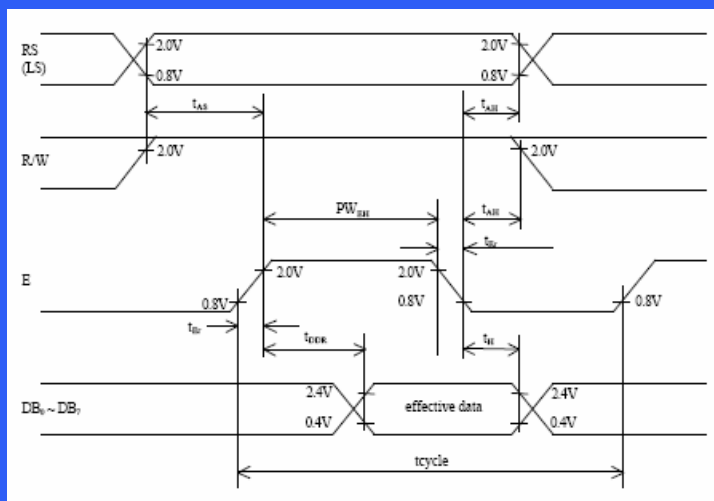 RS
(LS)
2.0V
2.0V
0.8V
0.8V
tAS
tAH
R/W
2.0V
2.0V
PWEH
tAH
tEr
E
2.0V
2.0V
0.8V
0.8V
0.8V
tEr
tDDR
tH
DB0 ~ DB7
2.4V
effective data
2.4V
0.4V
0.4V
tcycle